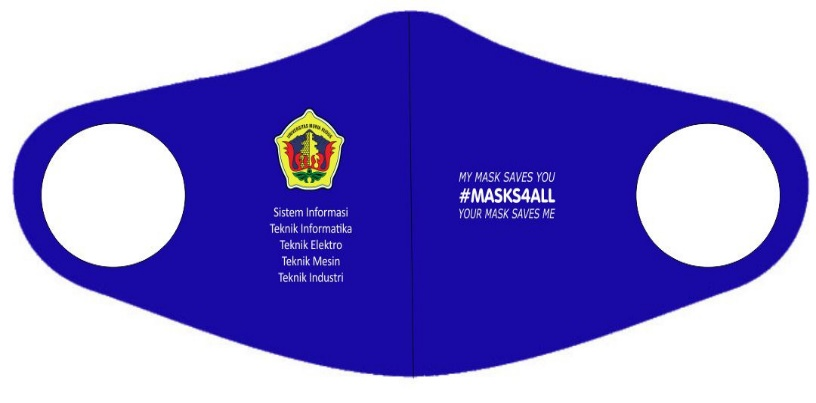 Sistem Informasi
Teknik Informatika
Teknik Elektro
Teknik Mesin
Teknik Industri
MY MASK SAVES YOU
#MASKS4ALL
YOUR MASK SAVES ME